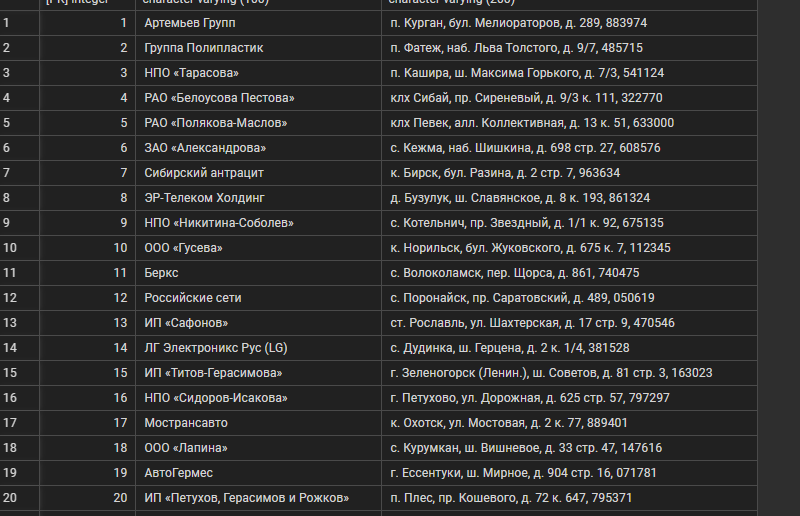 [PK] integer character varying (100) character varying (200)
1 1 Артемьев Групп п. Курган, бул. Мелиораторов, д. 289, 883974
2 2 Группа Полипластик п. Фатеж, наб. Льва Толстого, д. 9/7, 485715
3 3 НПО «Тарасова» п. Кашира, ш. Максима Горького, д. 7/3, 541124
4 4 РАО «Белоусова Пестова» клх Сибай, пр. Сиреневый, д. 9/3 к. 111, 322770
5 5 РАО «Полякова-Маслов» клх Певек, алл. Коллективная, д. 13 к. 51, 633000
6 6 ЗАО «Александрова» с. Кежма, наб. Шишкина, д. 698 стр. 27, 608576
7 7 Сибирский антрацит к. Бирск, бул. Разина, д. 2 стр. 7, 963634
8 8 ЭР-Телеком Холдинг д. Бузулук, ш. Славянское, д. 8 к. 193, 861324
9 9 НПО «Никитина-Соболев» с. Котельнич, пр. Звездный, д. 1/1 к. 92, 675135
10 10 ООО «Гусева» к. Норильск, бул. Жуковского, д. 675 к. 7, 112345
11 11 Беркс с. Волоколамск, пер. Щорса, д. 861, 740475
12 12 Российские сети с. Поронайск, пр. Саратовский, д. 489, 050619
13 13 ИП «Сафонов» ст. Рославль, ул. Шахтерская, д. 17 стр. 9, 470546
14 14 ЛГ Электроникс Рус (LG) с. Дудинка, ш. Герцена, д. 2 к. 1/4, 381528
15 15 ИП «Титов-Герасимова» г. Зеленогорск (Ленин.), ш. Советов, д. 81 стр. 3, 163023
16 16 НПО «Сидоров-Исакова» г. Петухово, ул. Дорожная, д. 625 стр. 57, 797297
17 17 Мострансавто к. Охотск, ул. Мостовая, д. 2 к. 77, 889401
18 18 ООО «Лапина» с. Курумкан, ш. Вишневое, д. 33 стр. 47, 147616
19 19 АвтоГермес г. Ессентуки, ш. Мирное, д. 904 стр. 16, 071781
20 20 ИП «Петухов, Герасимов и Рожков» п. Плес, пр. Кошевого, д. 72 к. 647, 795371